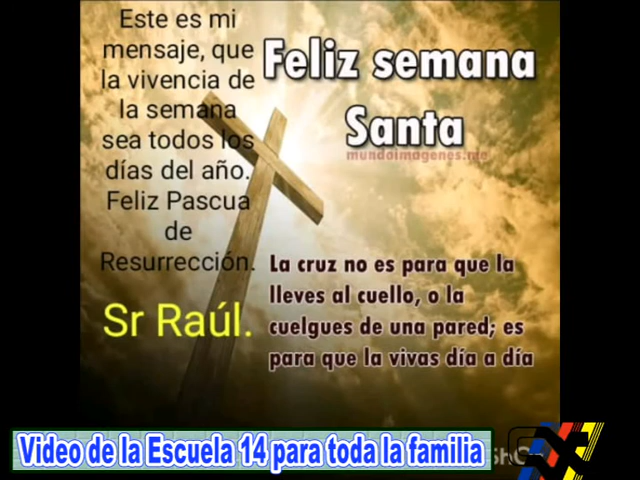 Este es mi
mensaje, que
la vivencia de
la semana
sea todos los
días del año.
Feliz Pascua
de
Resurrección.
Sr Raúl.
Feliz semana
Santa
mundoimagenes.me
La cruz no es para que la
lleves al cuello, o la
cuelgues de una pared; es
para que la vivas día a día
Video de la Escuela 14 para toda la familia